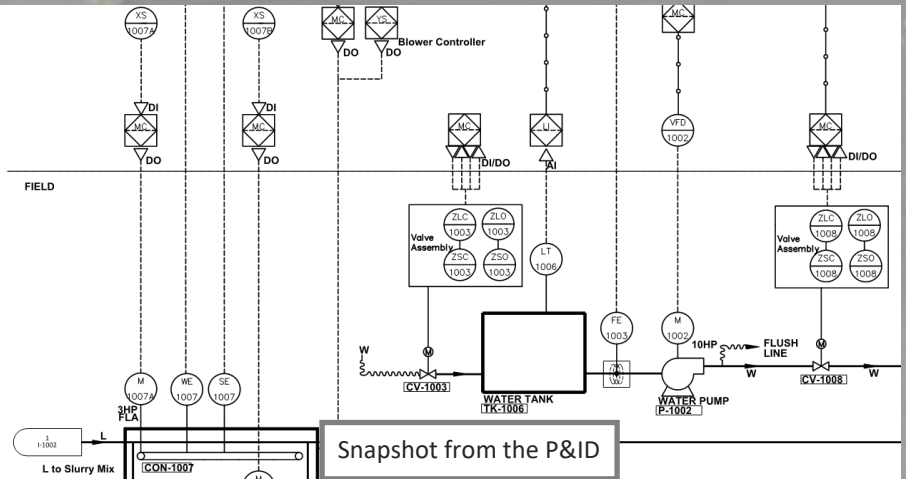 XS
1007A
XS
1007B
MC
YS
Blower Controller
DO
DO
MC
DI
MC
DO
DI
MC
DO
MC
DI/DO
LI
AI
VFD
1002
MC
DI/DO
FIELD
Valve
Assembly
ZLC
1003
ZLO
1003
ZSC
1003
ZSO
1003
LT
1006
Valve
Assembly
ZLC
1008
ZLO
1008
ZSC
1008
ZSO
1008
FE
1003
M
1002
10HP
FLUSH
LINE
W
M
CV-1003
WATER TANK
TK-1006
WATER PUMP
P-1002
W
M
CV-1008
W
M
1007A
WE
1007
SE
1007
3HP
FLA
1
I-1002
L
L to Slurry Mix
CON-1007
M
Snapshot from the P&ID